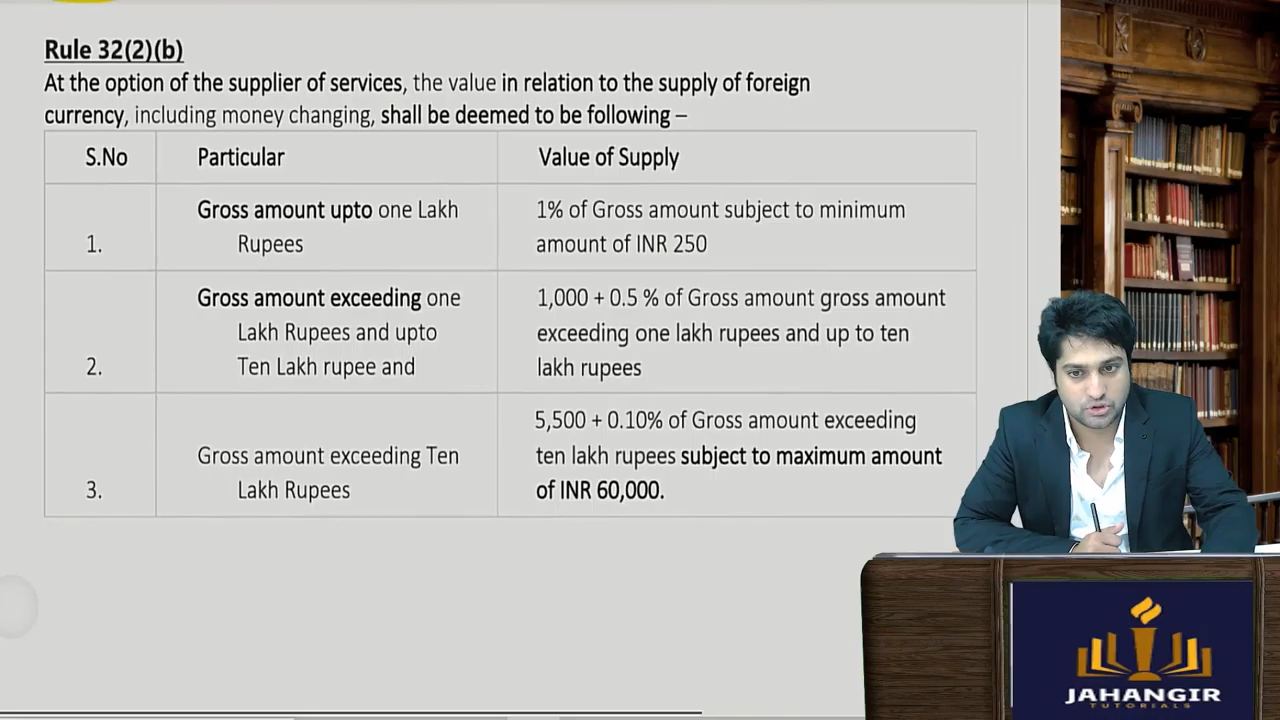 Rule 32(2)(b)
At the option of the supplier of services, the value in relation to the supply of foreign
currency, including money changing, shall be deemed to be following –
S.No Particular Value of Supply
1.
Gross amount upto one Lakh
Rupees
1% of Gross amount subject to minimum
amount of INR 250
2.
Gross amount exceeding one
Lakh Rupees and upto
Ten Lakh rupee and
1,000 + 0.5 % of Gross amount gross amount
exceeding one lakh rupees and up to ten
lakh rupees
3.
Gross amount exceeding Ten
Lakh Rupees
5,500 + 0.10% of Gross amount exceeding
ten lakh rupees subject to maximum amount
of INR 60,000.
JAHANGIR
TUTORIALS